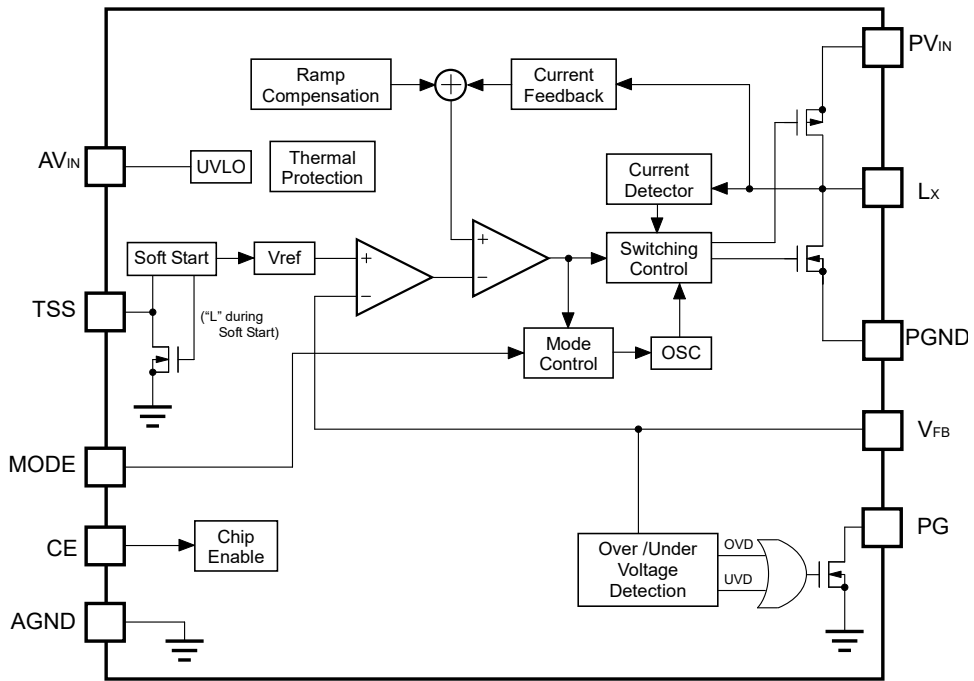 PVIN
Ramp
Compensation
Current
Feedback
AVIN
UVLO
Thermal
Protection
Current
Detector
LX
Soft Start
Vref
+
−
+
−
Switching
Control
TSS
("L" during
Soft Start)
Mode
Control
OSC
PGND
VFB
MODE
PG
CE
Chip
Enable
Over /Under
Voltage
Detection
OVD
UVD
AGND